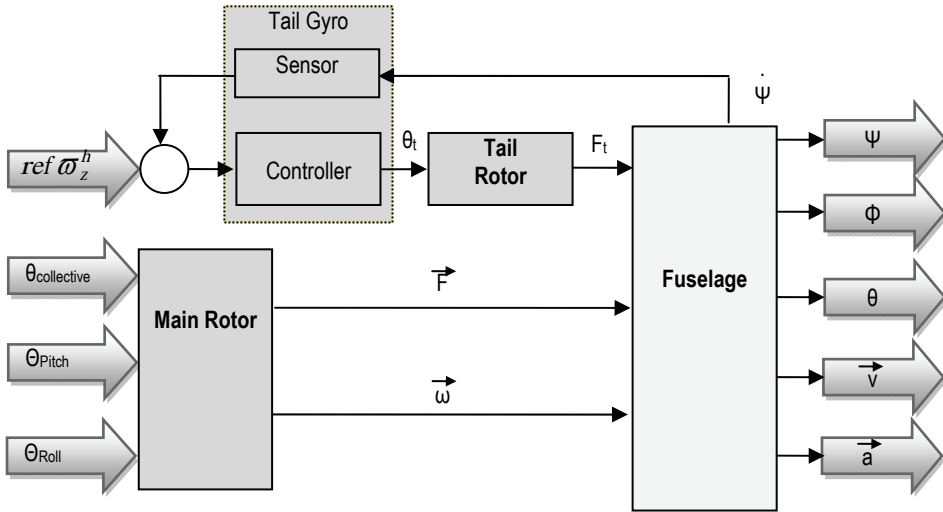 Tail Gyro
Sensor
Ψ̇
ref ϖ_z^h
Controller
θt
Tail
Rotor
Ft
Ψ
Φ
θcollective
ΘPitch
ΘRoll
Main Rotor
F⃗
ω⃗
Fuselage
θ
v⃗
a⃗